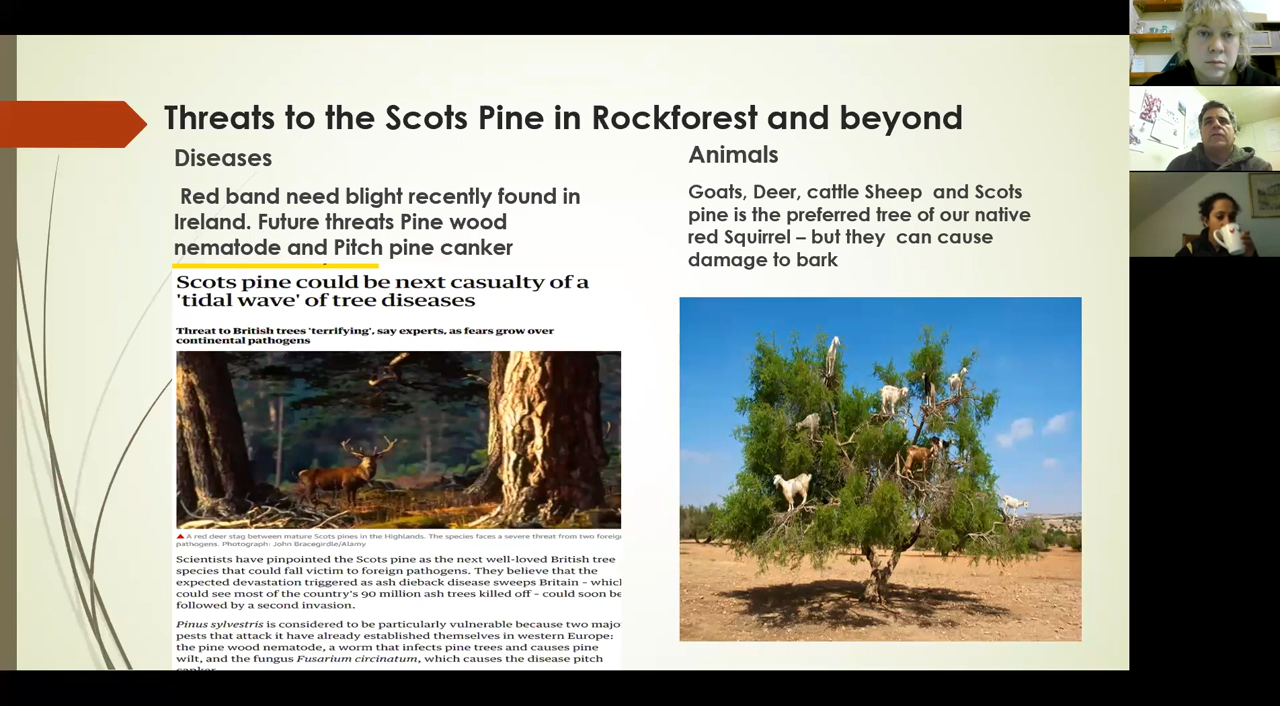 Threats to the Scots Pine in Rockforest and beyond
Diseases
Red band need blight recently found in
Ireland. Future threats Pine wood
nematode and Pitch pine canker
Scots pine could be next casualty of a
'tidal wave' of tree diseases
Threat to British trees 'terrifying', say experts, as fears grow over
continental pathogens
A red deer stag between mature Scots pines in the Highlands. The species faces a severe threat from two foreig
pathogens. Photograph: John Bracegirdle/Alamy
Scientists have pinpointed the Scots pine as the next well-loved British tree
species that could fall victim to foreign pathogens. They believe that the
expected devastation triggered as ash dieback disease sweeps Britain – which
could see most of the country's 90 million ash trees killed off – could soon be
followed by a second invasion.
Pinus sylvestris is considered to be particularly vulnerable because two majo
pests that attack it have already established themselves in western Europe:
the pine wood nematode, a worm that infects pine trees and causes pine
wilt, and the fungus Fusarium circinatum, which causes the disease pitch
canker
Animals
Goats, Deer, cattle Sheep and Scots
pine is the preferred tree of our native
red Squirrel – but they can cause
damage to bark